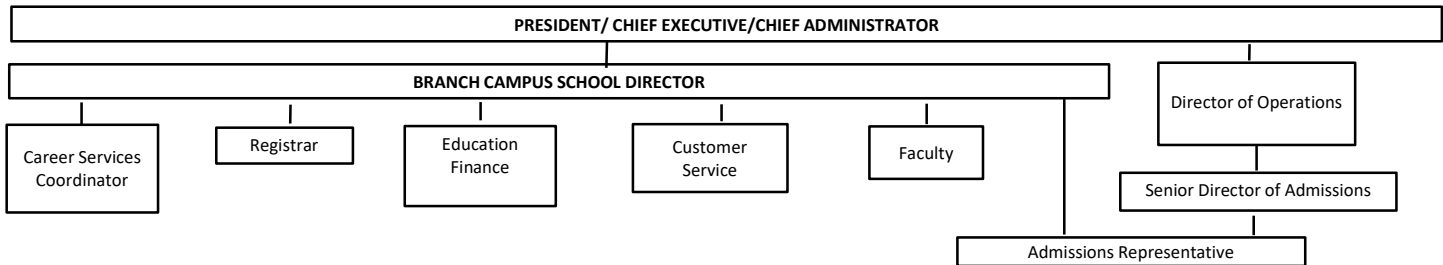 PRESIDENT/ CHIEF EXECUTIVE/CHIEF ADMINISTRATOR
BRANCH CAMPUS SCHOOL DIRECTOR
Director of Operations
Career Services
Coordinator
Registrar
Education
Finance
Customer
Service
Faculty
Senior Director of Admissions
Admissions Representative